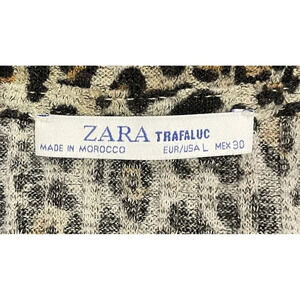 ZARA TRAFALUC
MADE IN MOROCCO EUR/USA L MEX 30